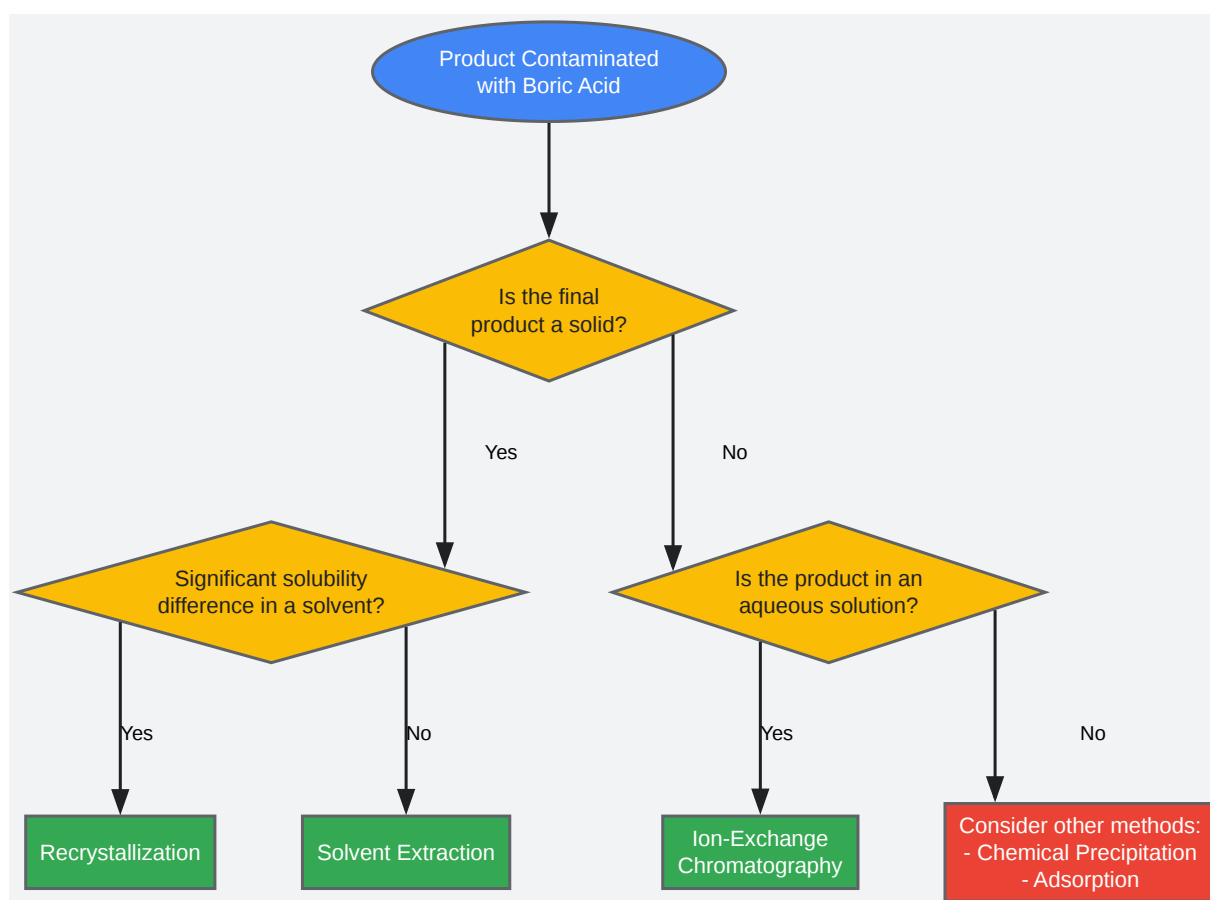 Product Contaminated
with Boric Acid
Is the final
product a solid?
Yes
No
Significant solubility
difference in a solvent?
Is the product in an
aqueous solution?
Yes
No
Yes
No
Recrystallization
Solvent Extraction
Ion-Exchange
Chromatography
Consider other methods:
- Chemical Precipitation
- Adsorption